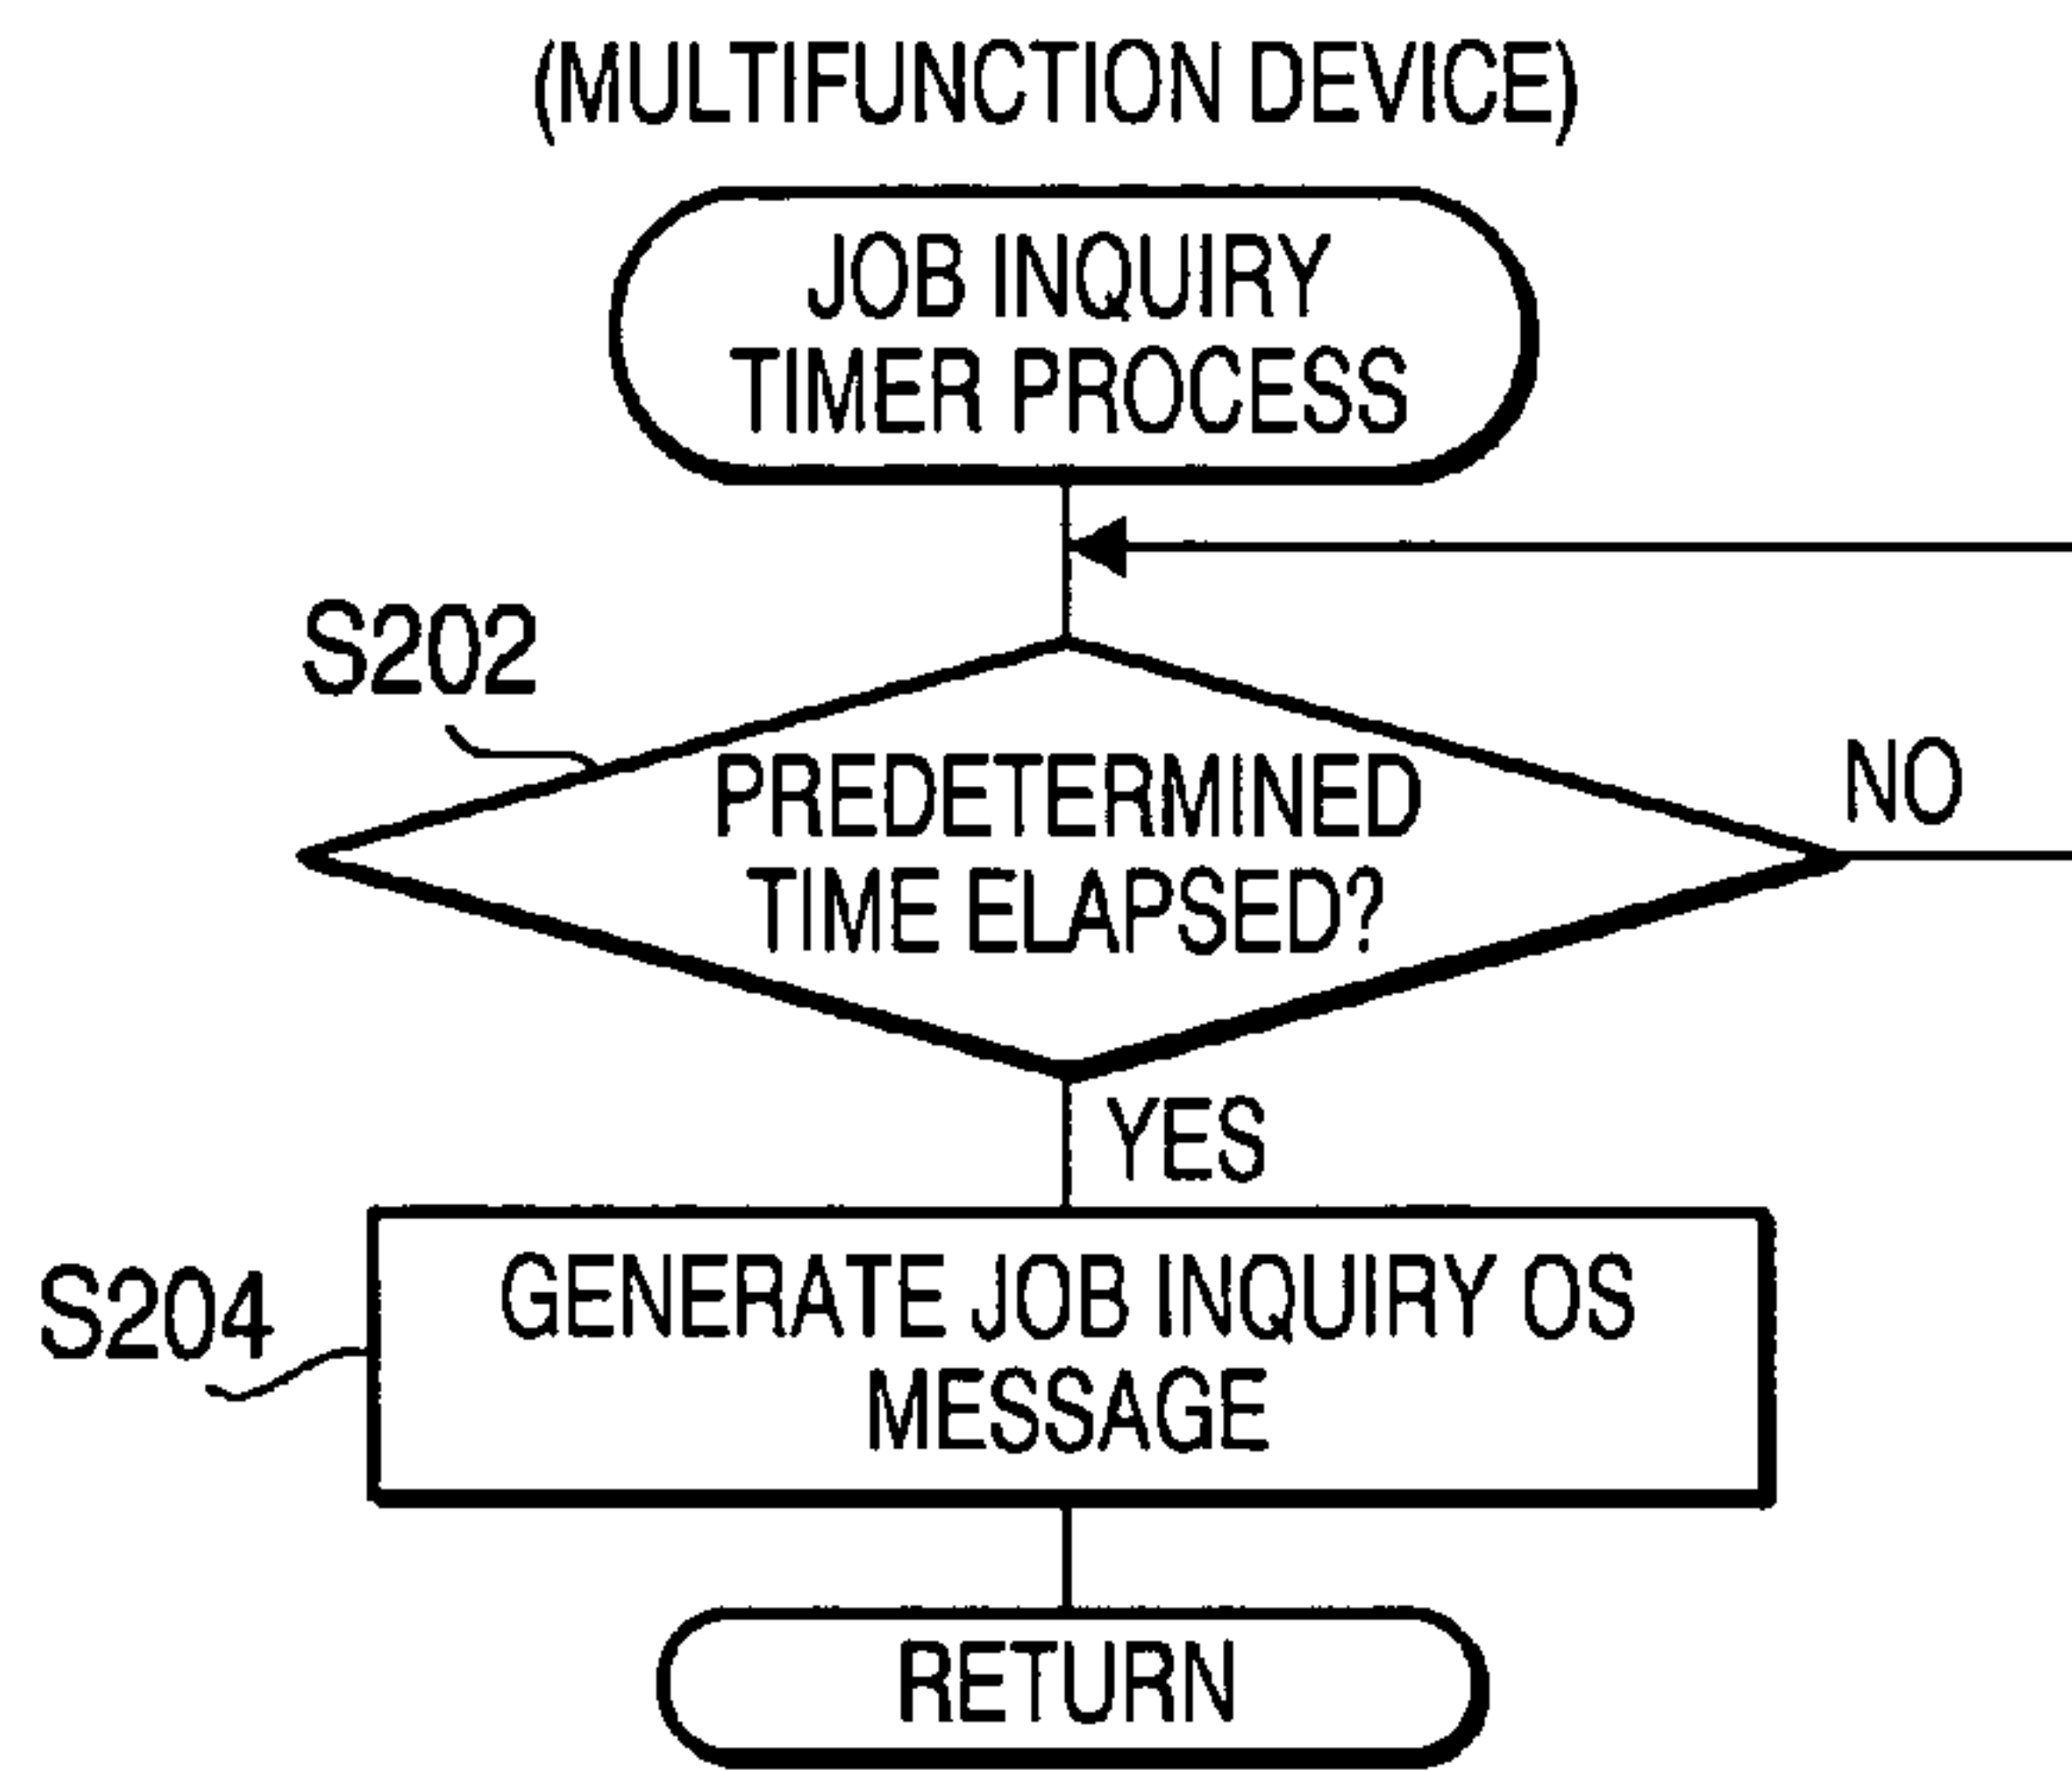 (MULTIFUNCTION DEVICE)
JOB INQUIRY
TIMER PROCESS
S202
PREDETERMINED
TIME ELAPSED?
NO
YES
S204
GENERATE JOB INQUIRY OS
MESSAGE
RETURN